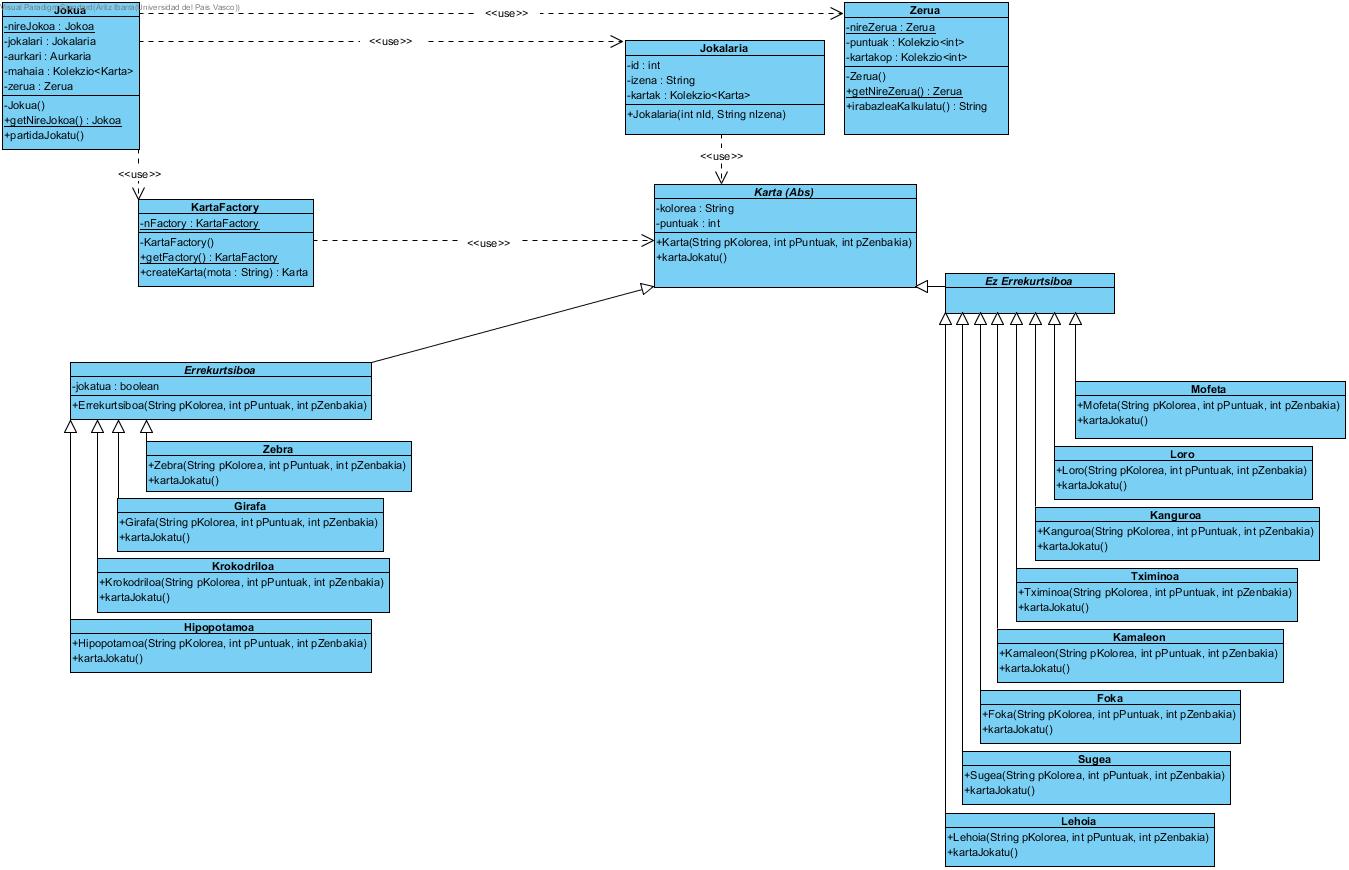 Visual Paradigm Standard(Aritz Ibarra(Universidad del Pais Vasco))
Jokua
-nireJokoa : Jokoa
-jokalari : Jokalaria
-aurkari : Aurkaria
-mahaia : Kolekzio<Karta>
-zerua : Zerua
-Jokua()
+getNireJokoa() : Jokoa
+partidaJokatu()
<<use>>
<<use>>
<<use>>
Jokalaria
-id : int
-izena : String
-kartak : Kolekzio<Karta>
+Jokalaria(int nId, String nIzena)
Zerua
-nireZerua : Zerua
-puntuak : Kolekzio<int>
-kartakop : Kolekzio<int>
-Zerua()
+getNireZerua() : Zerua
+irabazleaKalkulatu() : String
<<use>>
KartaFactory
-nFactory : KartaFactory
-KartaFactory()
+getFactory() : KartaFactory
+createKarta(mota : String) : Karta
<<use>>
Karta (Abs)
-kolorea : String
-puntuak : int
+Karta(String pKolorea, int pPuntuak, int pZenbakia)
+kartaJokatu()
Ez Errekurtsiboa
Errekurtsiboa
-jokatua : boolean
+Errekurtsiboa(String pKolorea, int pPuntuak, int pZenbakia)
Zebra
+Zebra(String pKolorea, int pPuntuak, int pZenbakia)
+kartaJokatu()
Girafa
+Girafa(String pKolorea, int pPuntuak, int pZenbakia)
+kartaJokatu()
Krokodriloa
+Krokodriloa(String pKolorea, int pPuntuak, int pZenbakia)
+kartaJokatu()
Hipopotamoa
+Hipopotamoa(String pKolorea, int pPuntuak, int pZenbakia)
+kartaJokatu()
Mofeta
+Mofeta(String pKolorea, int pPuntuak, int pZenbakia)
+kartaJokatu()
Loro
+Loro(String pKolorea, int pPuntuak, int pZenbakia)
+kartaJokatu()
Kanguroa
+Kanguroa(String pKolorea, int pPuntuak, int pZenbakia)
+kartaJokatu()
Tximinoa
+Tximinoa(String pKolorea, int pPuntuak, int pZenbakia)
+kartaJokatu()
Kamaleon
+Kamaleon(String pKolorea, int pPuntuak, int pZenbakia)
+kartaJokatu()
Foka
+Foka(String pKolorea, int pPuntuak, int pZenbakia)
+kartaJokatu()
Sugea
+Sugea(String pKolorea, int pPuntuak, int pZenbakia)
+kartaJokatu()
Lehoia
+Lehoia(String pKolorea, int pPuntuak, int pZenbakia)
+kartaJokatu()